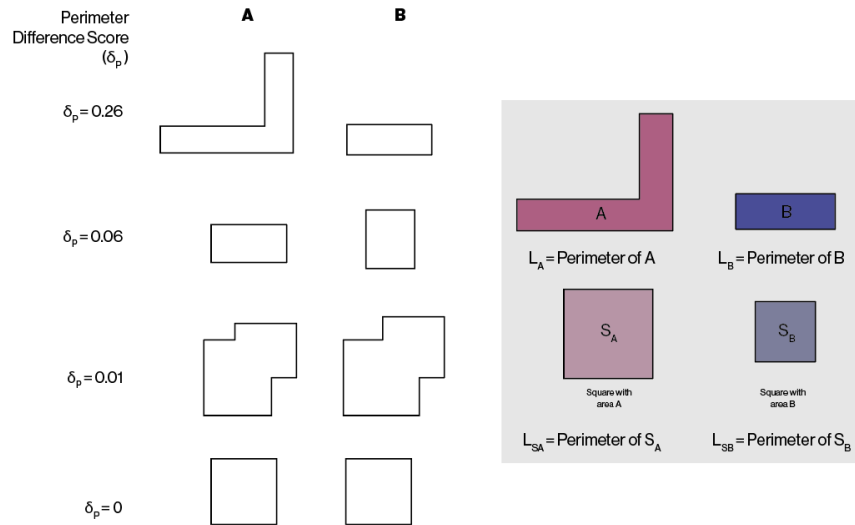 Perimeter
Difference Score
(δp)
A
B
δp = 0.26
δp = 0.06
δp = 0.01
δp = 0
A
B
LA = Perimeter of A
LB = Perimeter of B
SA
SB
Square with
area A
Square with
area B
LSA = Perimeter of SA
LSB = Perimeter of SB